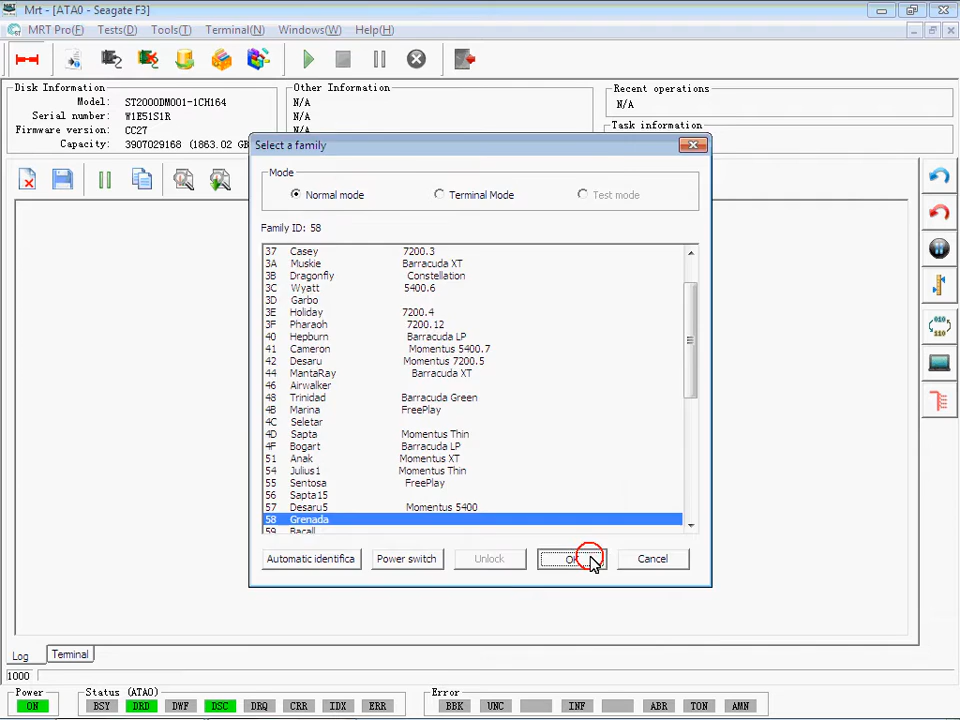 Mrt - [ATA0 - Seagate F3]
MRT Pro(F) Tests(D) Tools(T) Terminal(N) Windows(W) Help(H)
Disk Information
Model: ST2000DM001-1CH164
Serial number: W1E51S1R
Firmware version: CC27
Capacity: 3907029168 (1863.02 GB
Other Information
N/A
N/A
N/A
Recent operations
N/A
Task information
Select a family
Mode
Normal mode Terminal Mode Test mode
Family ID: 58
37 Casey 7200.3
3A Muskie Barracuda XT
3B Dragonfly Constellation
3C Wyatt 5400.6
3D Garbo
3E Holiday 7200.4
3F Pharaoh 7200.12
40 Hepburn Barracuda LP
41 Cameron Momentus 5400.7
42 Desaru Momentus 7200.5
44 MantaRay Barracuda XT
46 Airwalker
48 Trinidad Barracuda Green
4B Marina FreePlay
4C Seletar
4D Sapta Momentus Thin
4F Bogart Barracuda LP
51 Anak Momentus XT
54 Julius1 Momentus Thin
55 Sentosa FreePlay
56 Sapta15
57 Desaru5 Momentus 5400
58 Grenada
59 Bacall
Automatic identifica Power switch Unlock OK Cancel
Log Terminal
1000
Power
ON
Status (ATA0)
BSY DRD DWF DSC DRQ CRR IDX ERR
Error
BBK UNC INF ABR TON AMN